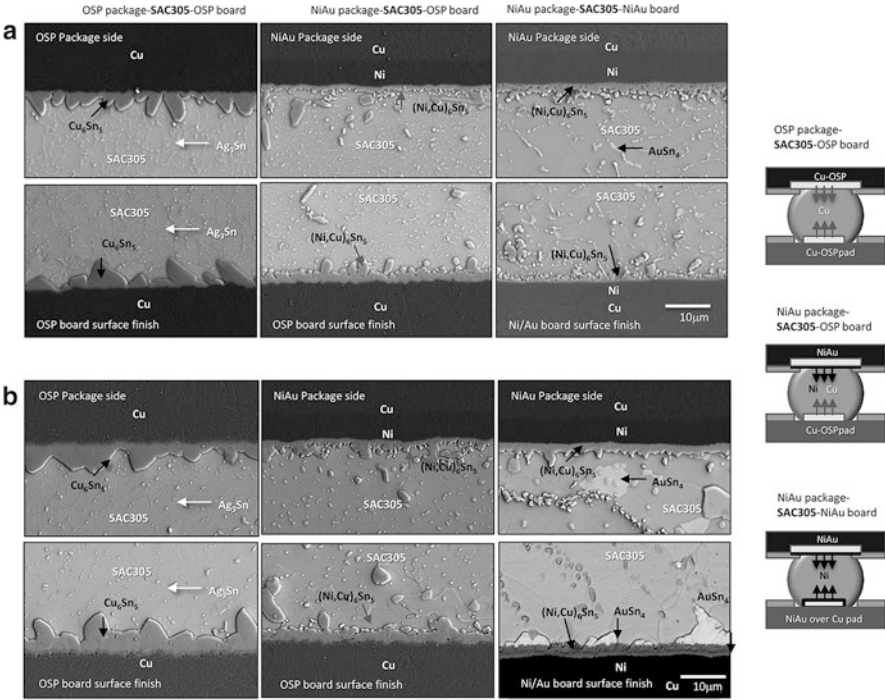 OSP package-SAC305-OSP board
NiAu package-SAC305-OSP board
NiAu package-SAC305-NiAu board
a
OSP Package side
Cu
Cu₆Sn₅
Ag₃Sn
SAC305
NiAu Package side
Cu
Ni
(Ni,Cu)₆Sn₅
SAC305
NiAu Package side
Cu
Ni
(Ni,Cu)₆Sn₅
SAC305
AuSn₄
SAC305
Cu₆Sn₅
Ag₃Sn
Cu
OSP board surface finish
SAC305
(Ni,Cu)₆Sn₅
Cu
OSP board surface finish
SAC305
(Ni,Cu)₆Sn₅
Ni
Cu
Ni/Au board surface finish
10μm
b
OSP Package side
Cu
Cu₆Sn₅
Ag₃Sn
SAC305
NiAu Package side
Cu
Ni
(Ni,Cu)₆Sn₅
SAC305
NiAu Package side
Cu
Ni
(Ni,Cu)₆Sn₅
AuSn₄
SAC305
SAC305
Cu₆Sn₅
Ag₃Sn
Cu
OSP board surface finish
SAC305
(Ni,Cu)₆Sn₅
Cu
OSP board surface finish
SAC305
AuSn₄
(Ni,Cu)₆Sn₅
AuSn₄
Ni
Ni/Au board surface finish
Cu
10μm
OSP package-
SAC305-OSP board
Cu-OSP
Cu
Cu-OSPpad
NiAu package-
SAC305-OSP board
NiAu
Ni Cu
Cu-OSPpad
NiAu package-
SAC305-NiAu board
NiAu
Ni
NiAu over Cu pad